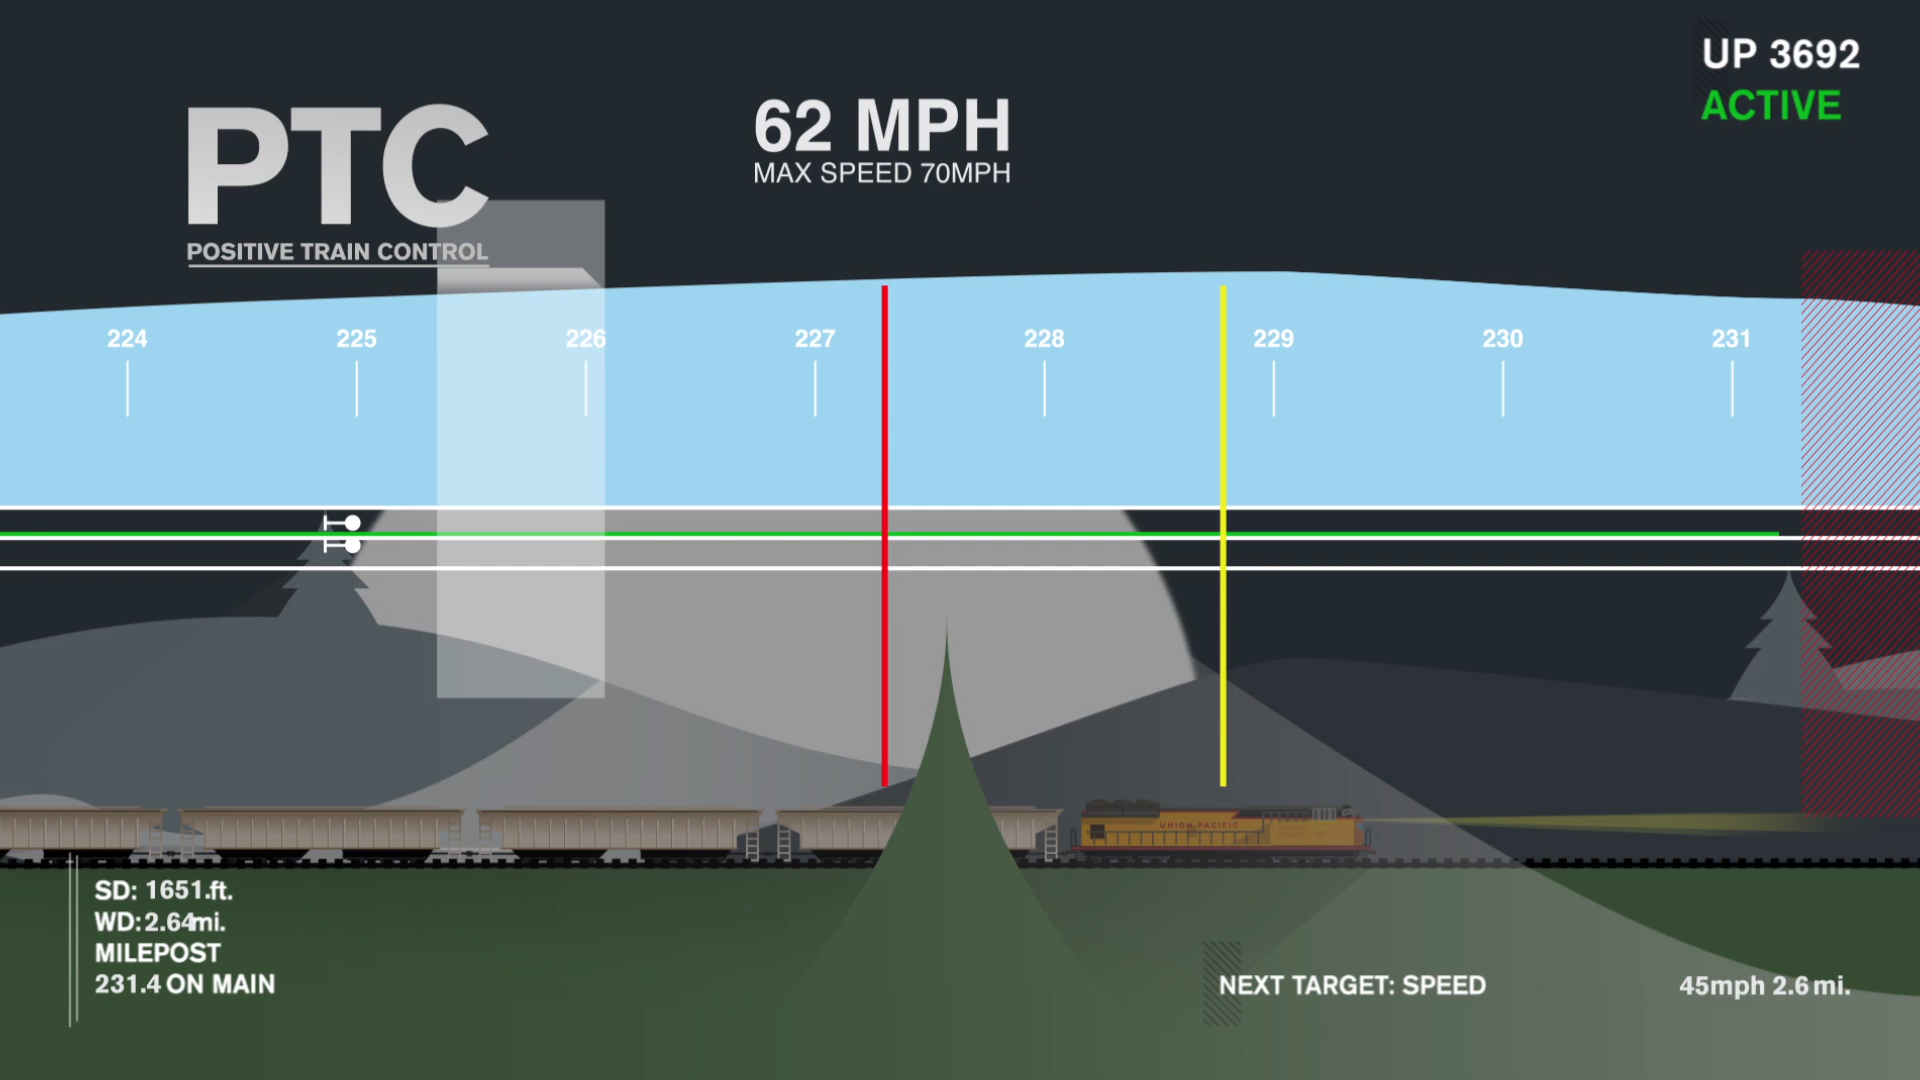 UP 3692
ACTIVE
PTC
POSITIVE TRAIN CONTROL
62 MPH
MAX SPEED 70MPH
224 225 226 227 228 229 230 231
UNION PACIFIC
SD: 1651.ft.
WD: 2.64mi.
MILEPOST
231.4 ON MAIN
NEXT TARGET: SPEED 45mph 2.6 mi.